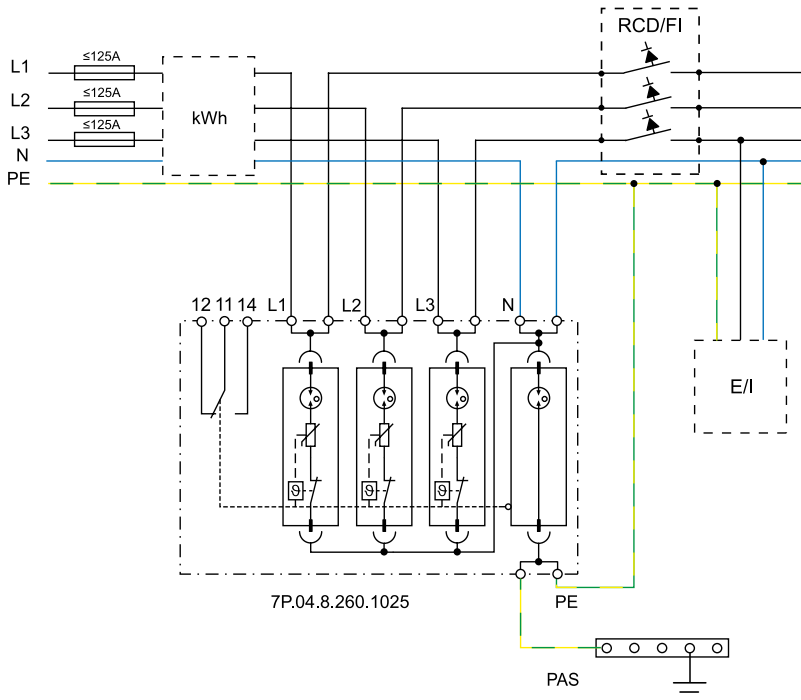 RCD/FI
≤125A
L1
≤125A
L2
kWh
≤125A
L3
N
PE
12 11 14 L1 L2 L3 N
E/I
ϑ ϑ ϑ
7P.04.8.260.1025
PE
PAS